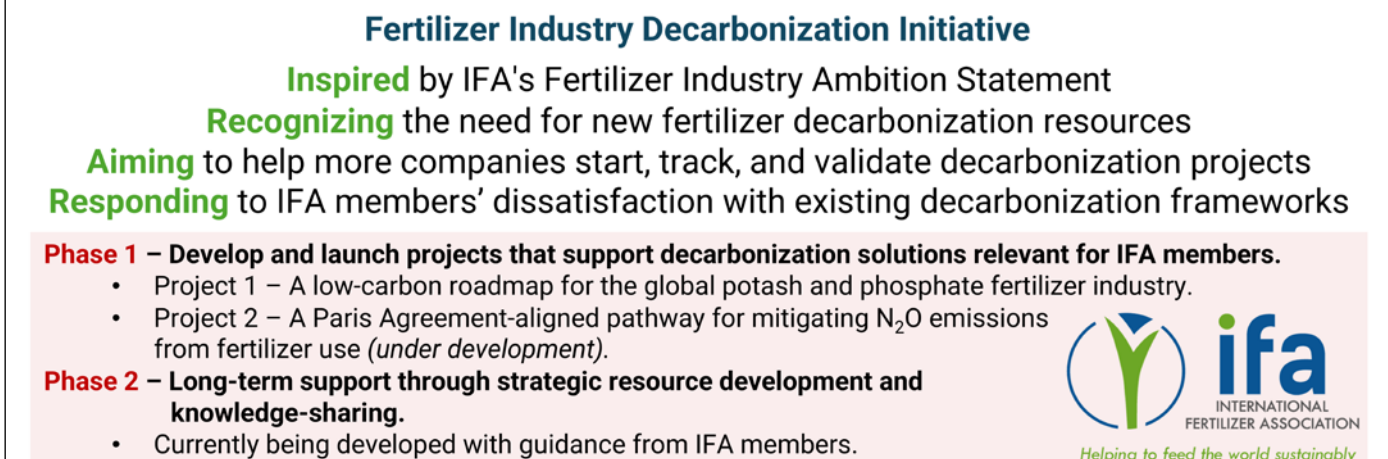 Fertilizer Industry Decarbonization Initiative
Inspired by IFA's Fertilizer Industry Ambition Statement
Recognizing the need for new fertilizer decarbonization resources
Aiming to help more companies start, track, and validate decarbonization projects
Responding to IFA members’ dissatisfaction with existing decarbonization frameworks
Phase 1 – Develop and launch projects that support decarbonization solutions relevant for IFA members.
• Project 1 – A low-carbon roadmap for the global potash and phosphate fertilizer industry.
• Project 2 – A Paris Agreement-aligned pathway for mitigating N₂O emissions
from fertilizer use (under development).
Phase 2 – Long-term support through strategic resource development and
knowledge-sharing.
• Currently being developed with guidance from IFA members.
ifa
INTERNATIONAL
FERTILIZER ASSOCIATION
Helping to feed the world sustainably